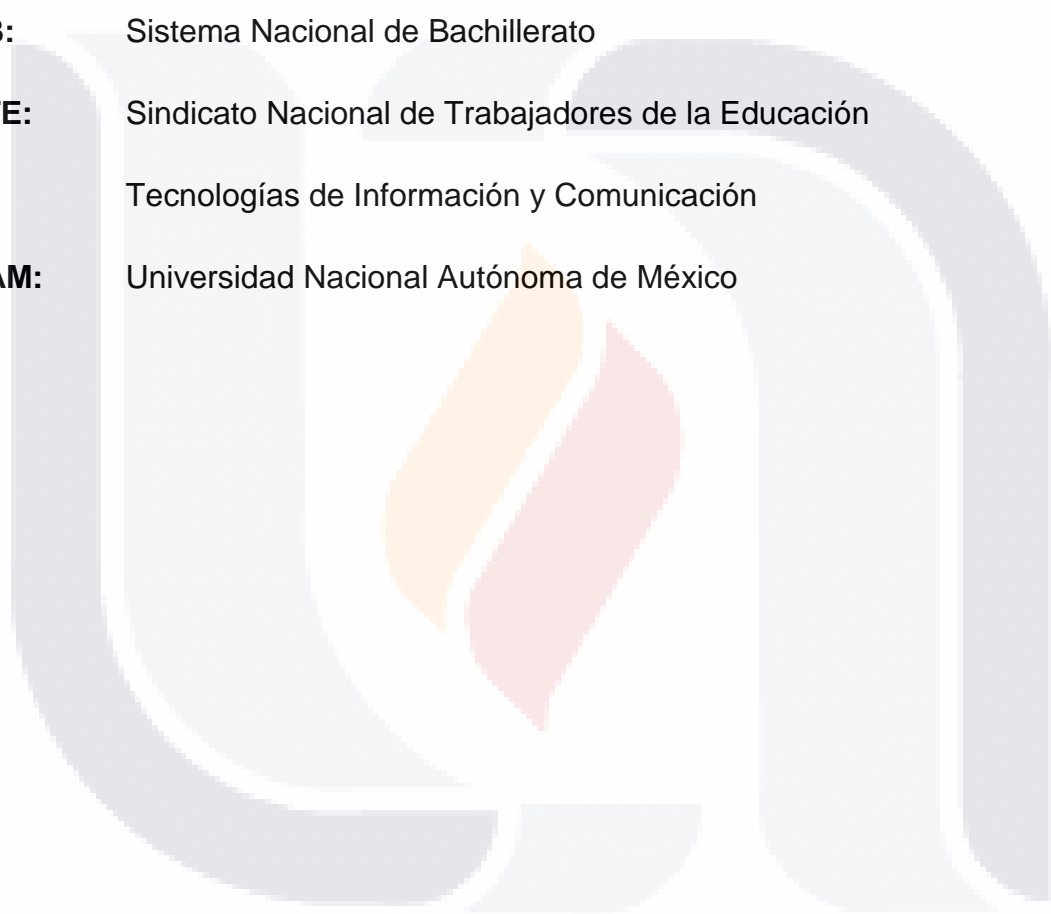 B: Sistema Nacional de Bachillerato
TE: Sindicato Nacional de Trabajadores de la Educación
Tecnologías de Información y Comunicación
AM: Universidad Nacional Autónoma de México